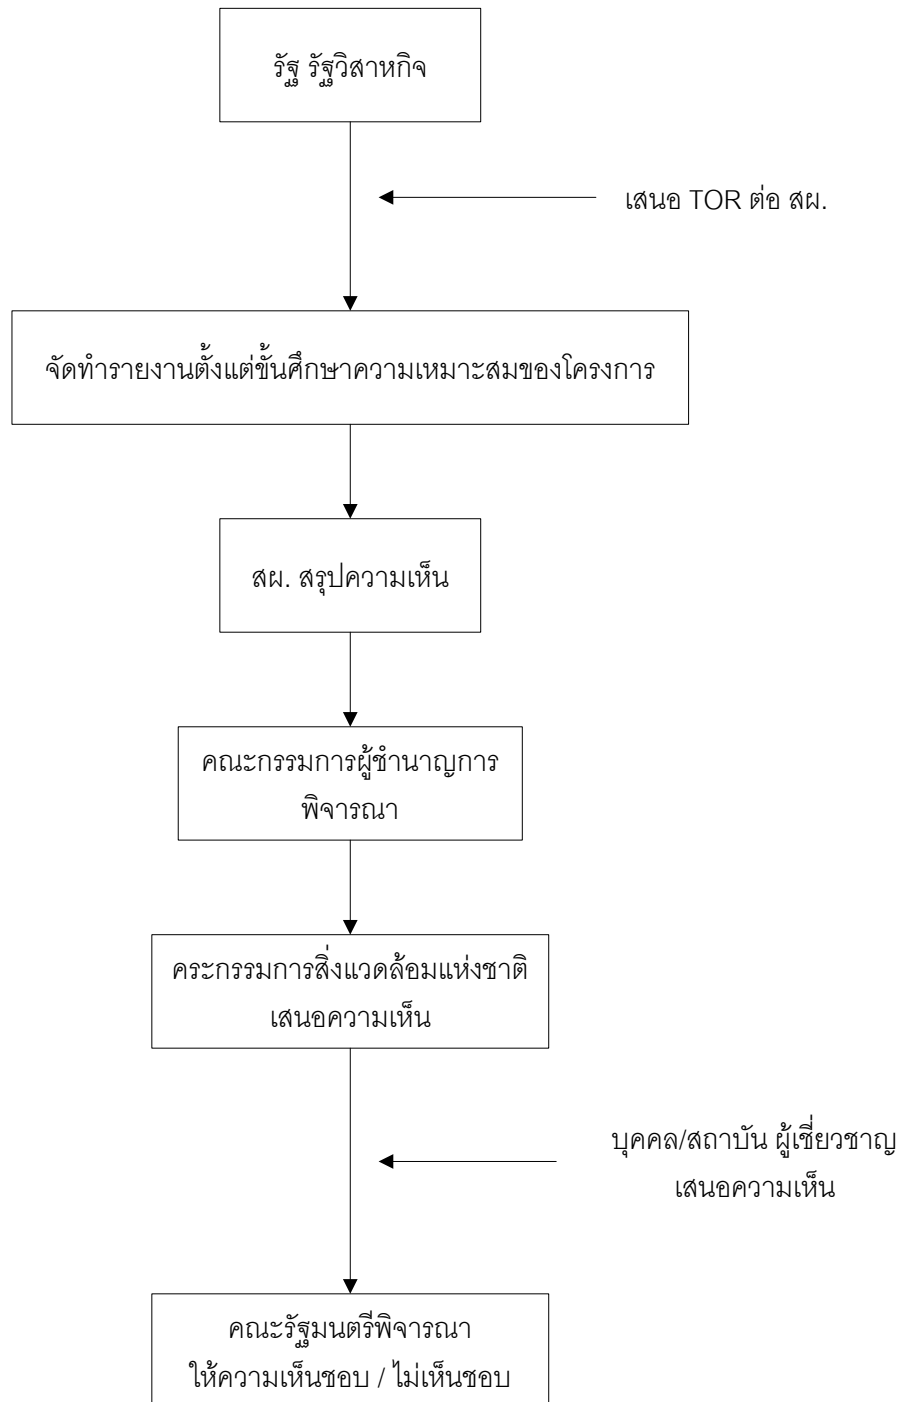 รัฐ รัฐวิสาหกิจ
เสนอ TOR ต่อ สผ.
จัดทำรายงานตั้งแต่ขั้นศึกษาความเหมาะสมของโครงการ
สผ. สรุปความเห็น
คณะกรรมการผู้ชำนาญการ
พิจารณา
คระกรรมการสิ่งแวดล้อมแห่งชาติ
เสนอความเห็น
บุคคล/สถาบัน ผู้เชี่ยวชาญ
เสนอความเห็น
คณะรัฐมนตรีพิจารณา
ให้ความเห็นชอบ / ไม่เห็นชอบ